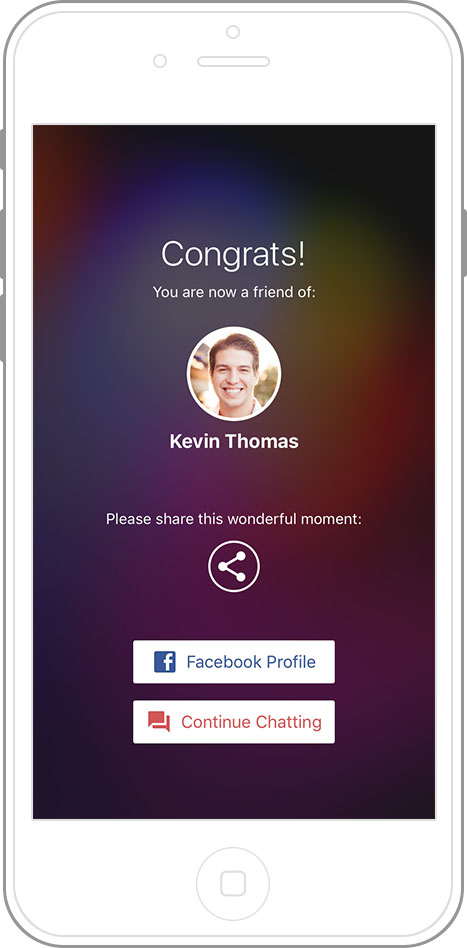 Congrats!
You are now a friend of:
Kevin Thomas
Please share this wonderful moment:
Facebook Profile
Continue Chatting